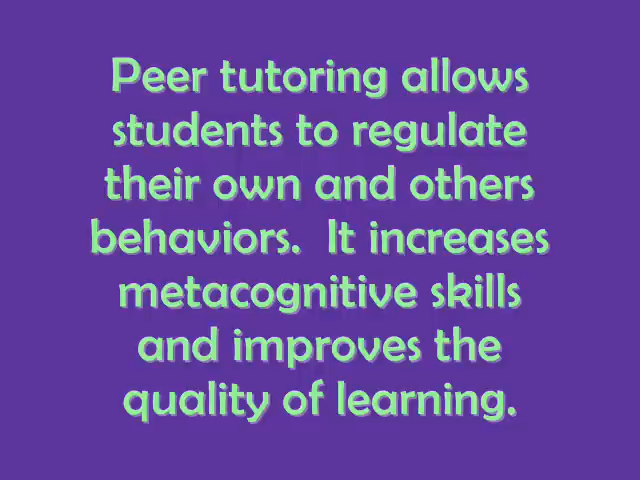 Peer tutoring allows
students to regulate
their own and others
behaviors.  It increases
metacognitive skills
and improves the
quality of learning.